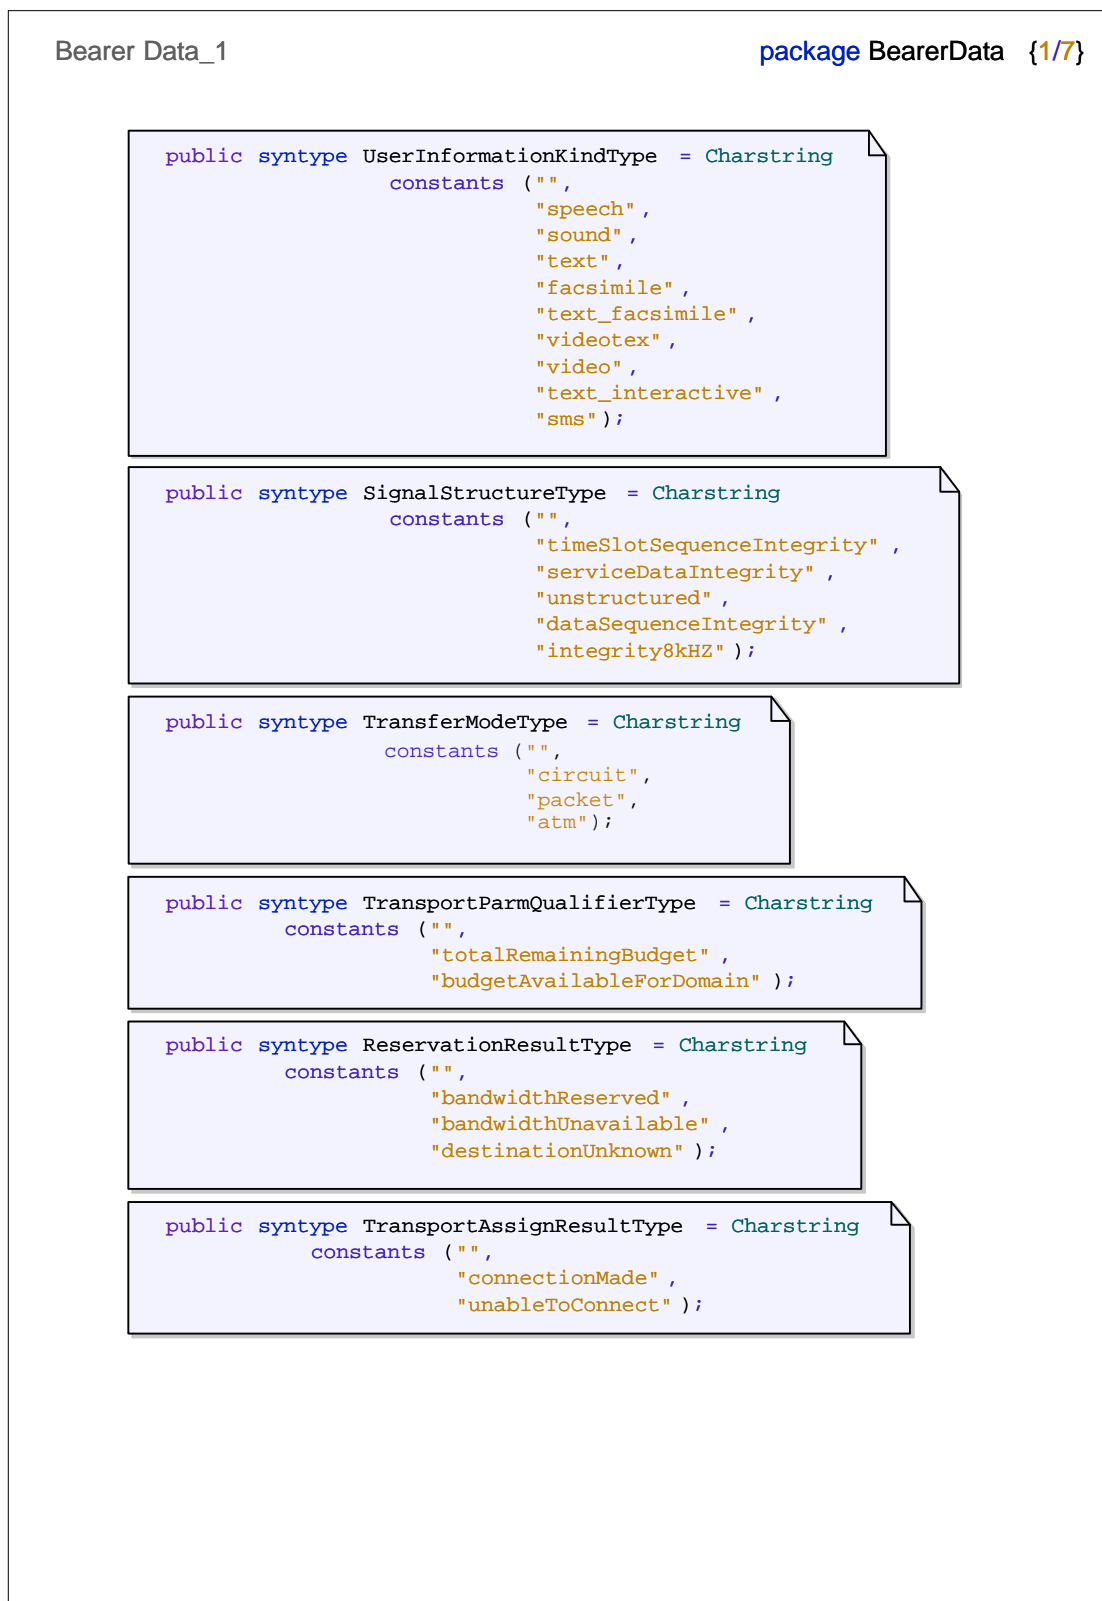 Bearer Data_1 package BearerData {1/7}
public syntype UserInformationKindType = Charstring
constants ("",
"speech",
"sound",
"text",
"facsimile",
"text_facsimile",
"videotex",
"video",
"text_interactive",
"sms");
public syntype SignalStructureType = Charstring
constants ("",
"timeSlotSequenceIntegrity",
"serviceDataIntegrity",
"unstructured",
"dataSequenceIntegrity",
"integrity8kHZ");
public syntype TransferModeType = Charstring
constants ("",
"circuit",
"packet",
"atm");
public syntype TransportParmQualifierType = Charstring
constants ("",
"totalRemainingBudget",
"budgetAvailableForDomain");
public syntype ReservationResultType = Charstring
constants ("",
"bandwidthReserved",
"bandwidthUnavailable",
"destinationUnknown");
public syntype TransportAssignResultType = Charstring
constants ("",
"connectionMade",
"unableToConnect");